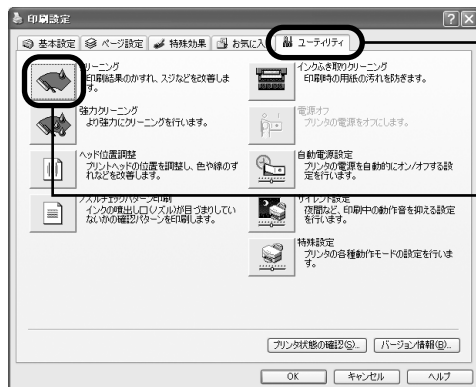 印刷設定
基本設定 ページ設定 特殊効果 お気に入 ユーティリティ
リーニング
印刷結果のかすれ、スジなどを改善しま
す。
強力クリーニング
より強力にクリーニングを行います。
ヘッド位置調整
プリントヘッドの位置を調整し、色や線のず
れなどを改善します。
ノズルチェックパターン印刷
インクの噴出し口（ノズル）が目づまりしてい
ないかの確認パターンを印刷します。
インクふき取りクリーニング
印刷時の用紙の汚れを防ぎます。
電源オフ
プリンタの電源をオフにします。
自動電源設定
プリンタの電源を自動的にオン/オフする設
定を行います。
サイレント設定
夜間など、印刷中の動作音を抑える設定
を行います。
特殊設定
プリンタの各種動作モードの設定を行いま
す。
プリンタ状態の確認(S)... バージョン情報(B)...
OK キャンセル ヘルプ